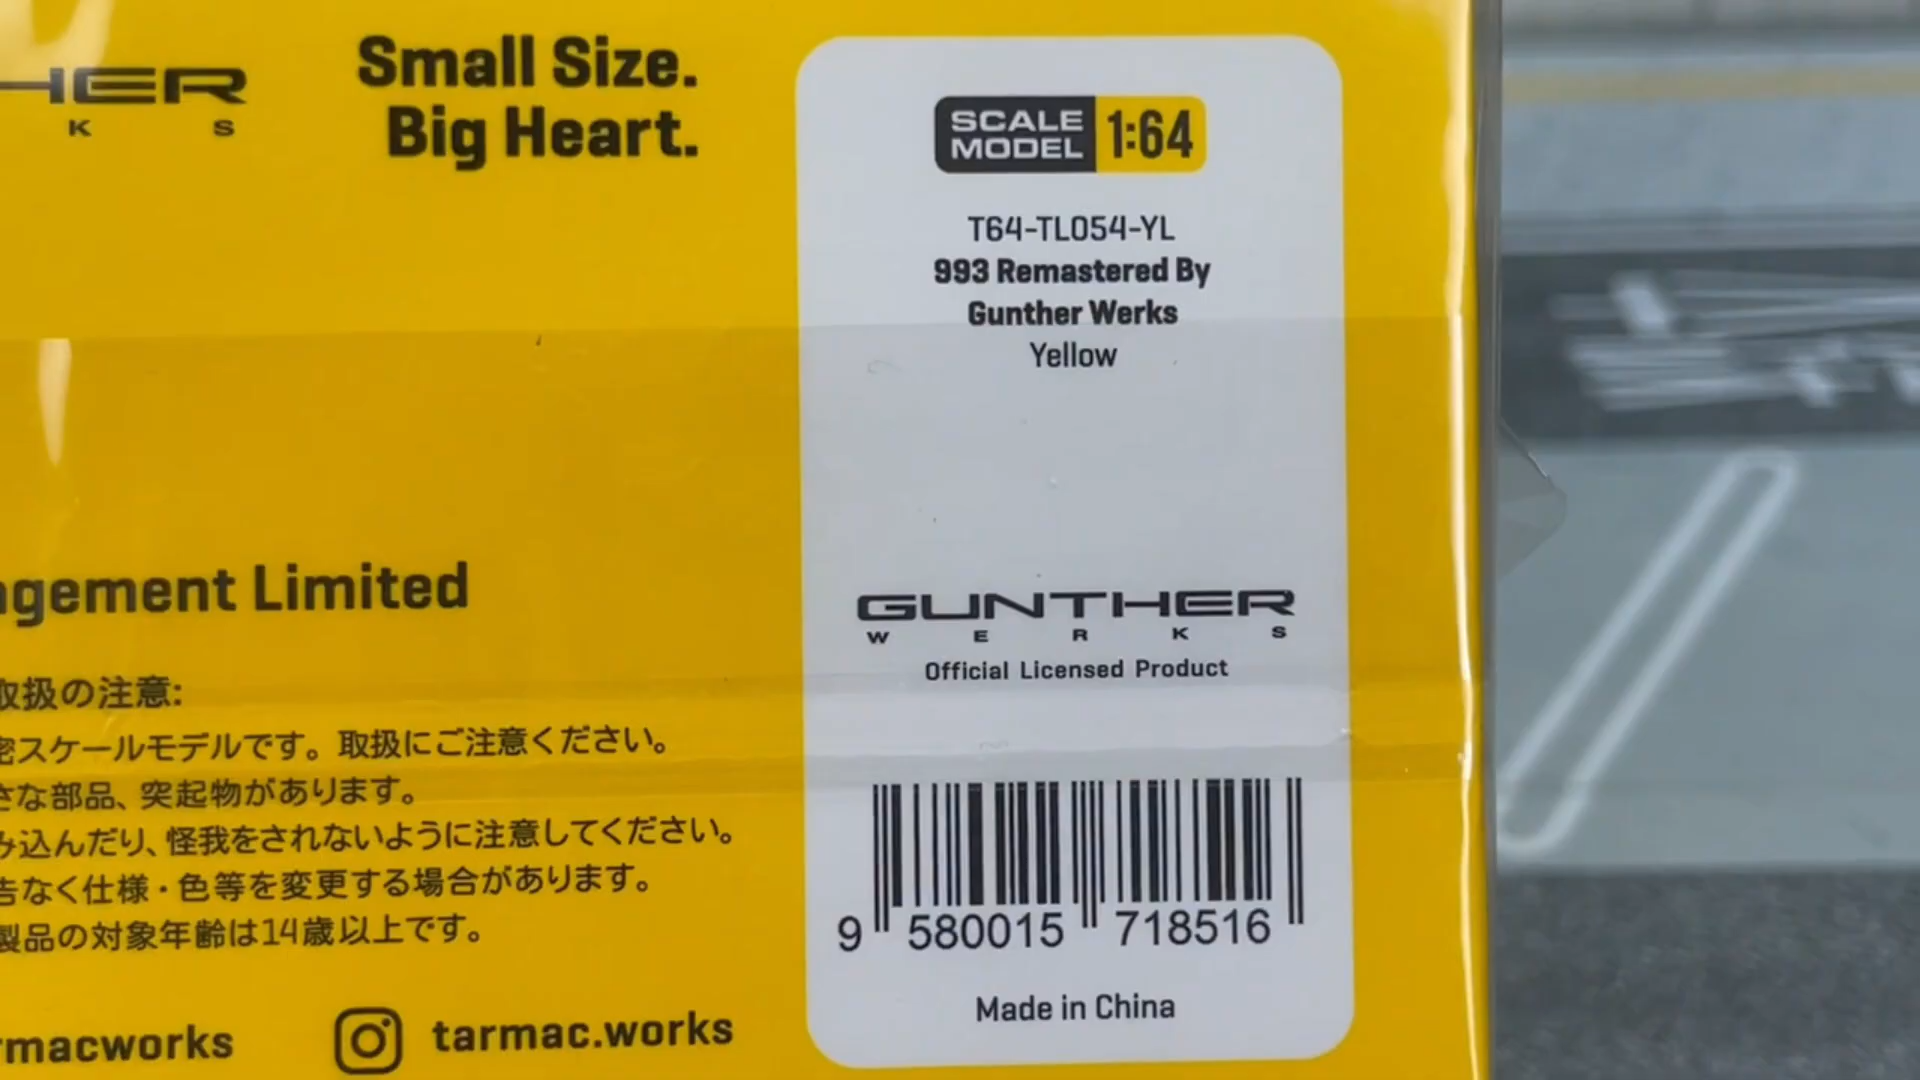 HER
K S
Small Size.
Big Heart.
SCALE
MODEL 1:64
T64-TL054-YL
993 Remastered By
Gunther Werks
Yellow
agement Limited
GUNTHER
W E R K S
Official Licensed Product
取扱の注意:
密スケールモデルです。取扱にご注意ください。
さな部品、突起物があります。
み込んだり、怪我をされないように注意してください。
告なく仕様・色等を変更する場合があります。
製品の対象年齢は14歳以上です。
9 580015 718516
Made in China
rmacworks
tarmac.works